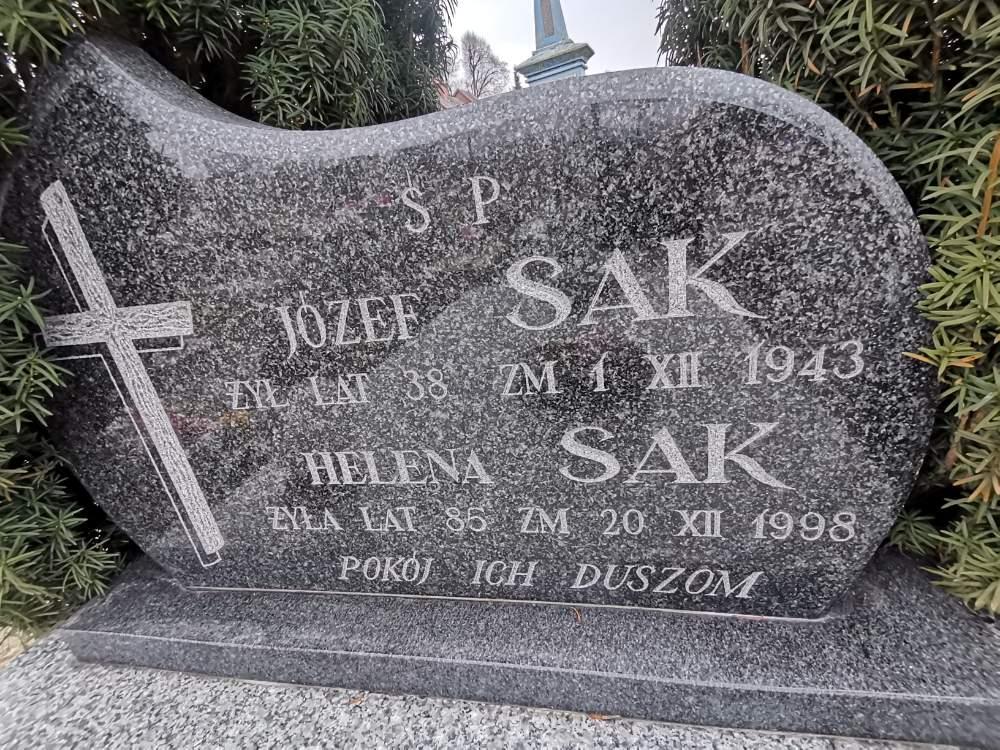 Ś P
JÓZEF SAK
ŻYŁ LAT 38 ZM 1 XII 1943
HELENA SAK
ŻYŁA LAT 85 ZM 20 XII 1998
POKÓJ ICH DUSZOM